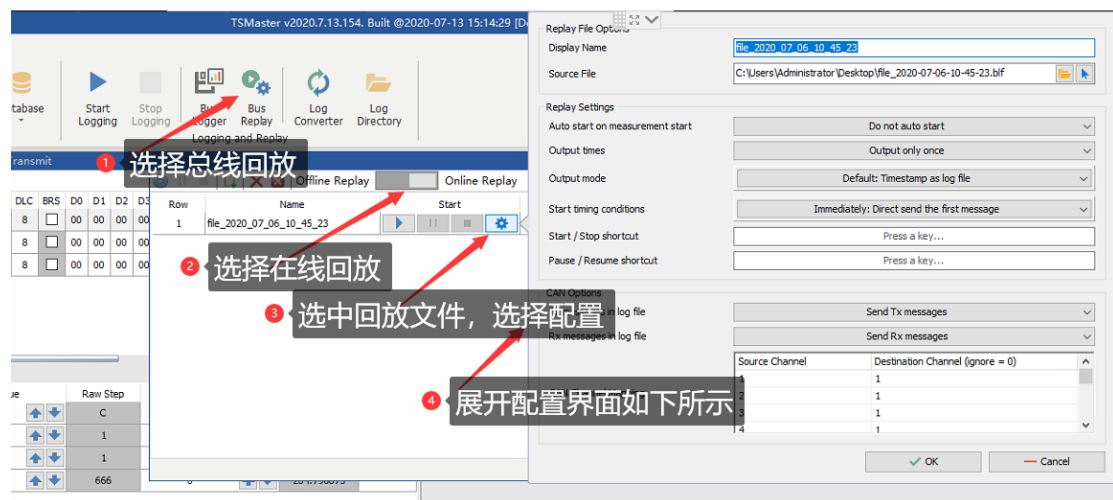 TSMaster v2020.7.13.154. Built @2020-07-13 15:14:29 [D
tabase
Start Logging
Stop Logging
Bus Logger
Bus Replay
Log Converter
Log Directory
Logging and Replay
Transmit
1 选择总线回放
Offline Replay
Online Replay
DLC BRS D0 D1 D2 D3
8 00 00 00 00
8 00 00 00 00
8 00 00 00 00
Row Name Start
1 file_2020_07_06_10_45_23
2 选择在线回放
3 选中回放文件，选择配置
4 展开配置界面如下所示
Raw Step
C
1
1
666
Replay File Options
Display Name file_2020_07_06_10_45_23
Source File C:\Users\Administrator\Desktop\file_2020-07-06-10-45-23.blf
Replay Settings
Auto start on measurement start Do not auto start
Output times Output only once
Output mode Default: Timestamp as log file
Start timing conditions Immediately: Direct send the first message
Start / Stop shortcut Press a key...
Pause / Resume shortcut Press a key...
CAN Options
in log file Send Tx messages
Rx messages in log file Send Rx messages
Source Channel Destination Channel (ignore = 0)
1 1
2 1
3 1
4 1
OK
Cancel